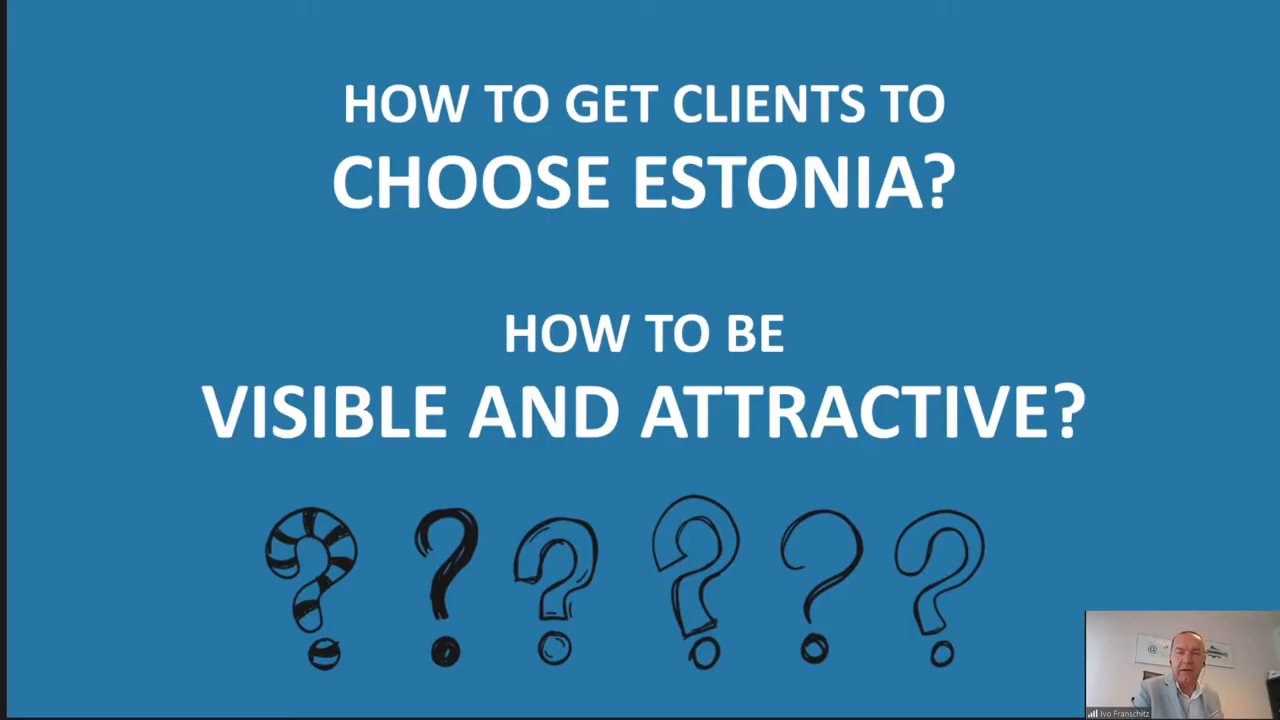 HOW TO GET CLIENTS TO
CHOOSE ESTONIA?
HOW TO BE
VISIBLE AND ATTRACTIVE?
? ? ? ? ? ?
@
Ivo Franschitz